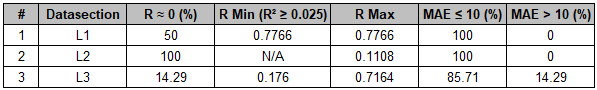 # Datasection R ≈ 0 (%) R Min (R² ≥ 0.025) R Max MAE ≤ 10 (%) MAE > 10 (%)
1 L1 50 0.7766 0.7766 100 0
2 L2 100 N/A 0.1108 100 0
3 L3 14.29 0.176 0.7164 85.71 14.29